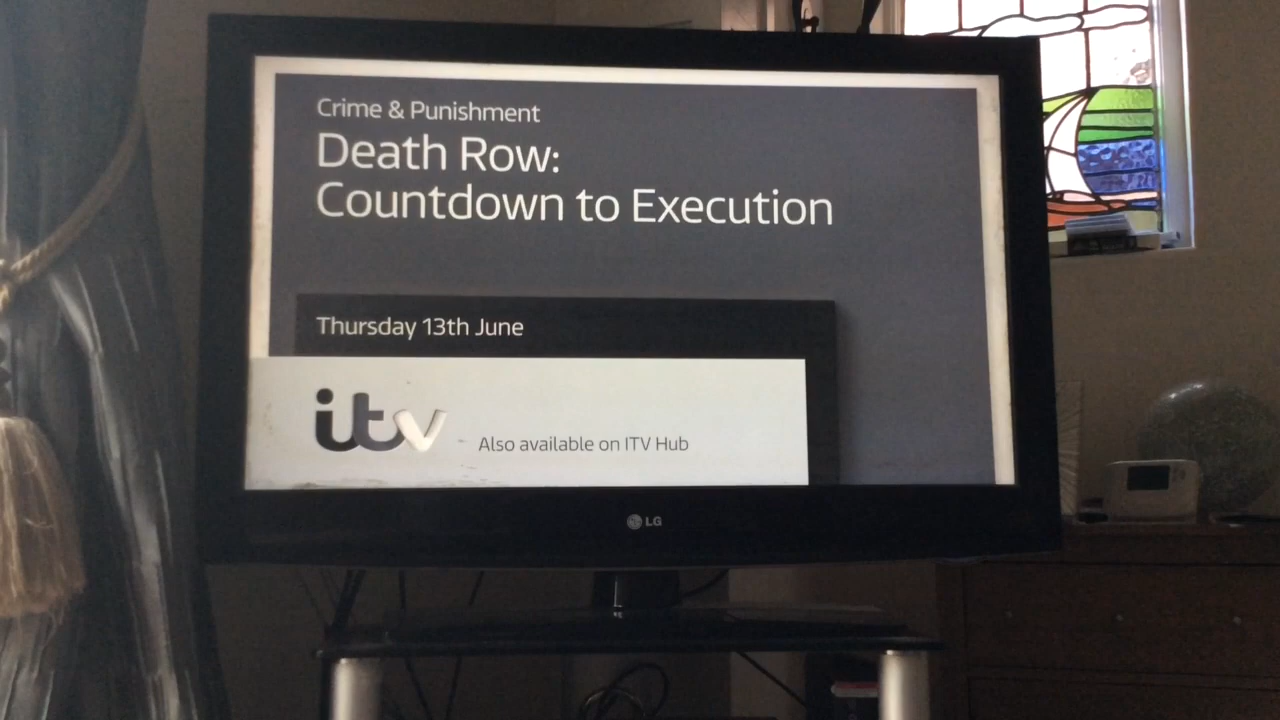 Crime & Punishment
Death Row:
Countdown to Execution
Thursday 13th June
itv
Also available on ITV Hub
LG